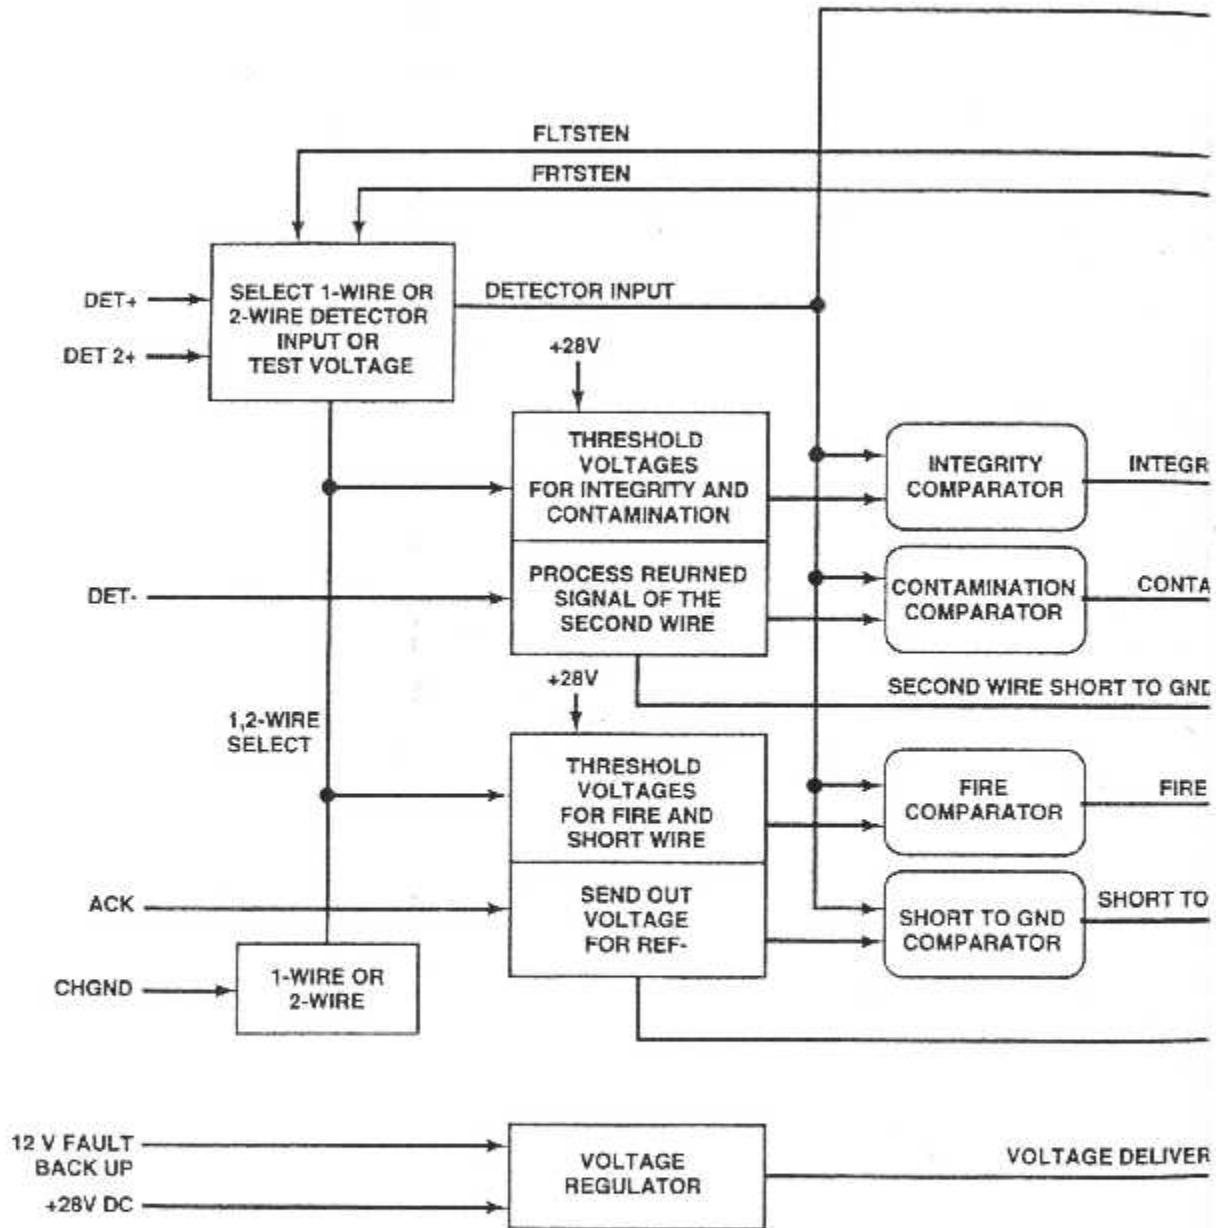 FLTSTEN
FRTSTEN
DET+
DET 2+
SELECT 1-WIRE OR
2-WIRE DETECTOR
INPUT OR
TEST VOLTAGE
DETECTOR INPUT
+28V
THRESHOLD
VOLTAGES
FOR INTEGRITY AND
CONTAMINATION
INTEGRITY
COMPARATOR
INTEGR
DET-
PROCESS REURNED
SIGNAL OF THE
SECOND WIRE
CONTAMINATION
COMPARATOR
CONTA
+28V
SECOND WIRE SHORT TO GND
1,2-WIRE
SELECT
THRESHOLD
VOLTAGES
FOR FIRE AND
SHORT WIRE
FIRE
COMPARATOR
FIRE
ACK
SEND OUT
VOLTAGE
FOR REF-
SHORT TO GND
COMPARATOR
SHORT TO
CHGND
1-WIRE OR
2-WIRE
12 V FAULT
BACK UP
+28V DC
VOLTAGE
REGULATOR
VOLTAGE DELIVER